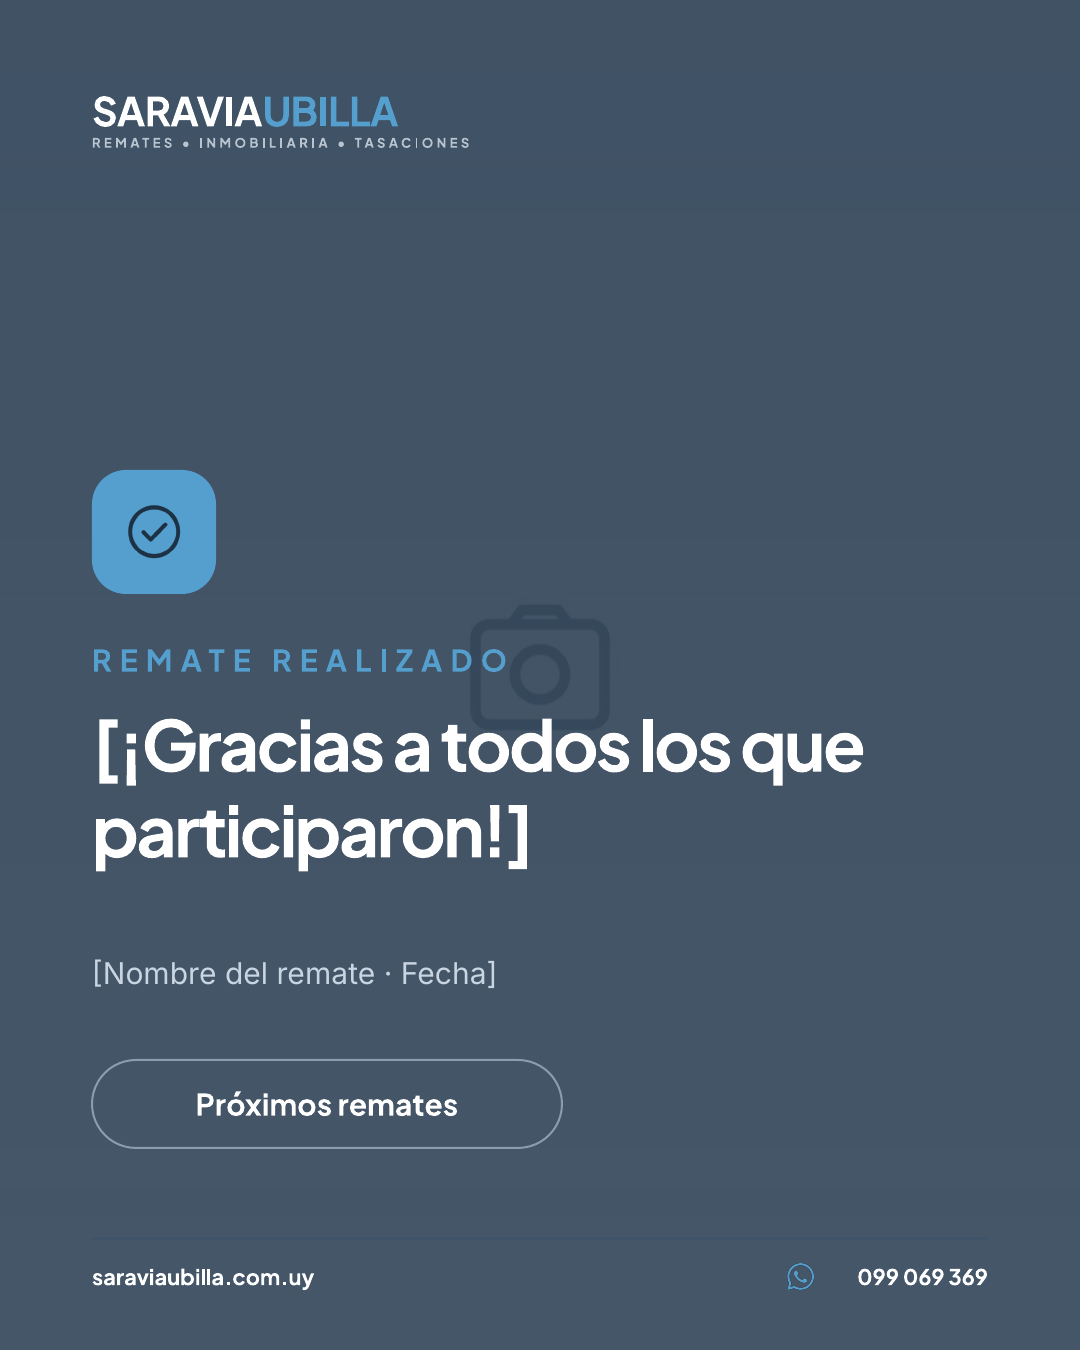 SARAVIAUBILLA
REMATES • INMOBILIARIA • TASACIONES
REMATE REALIZADO
[¡Gracias a todos los que
participaron!]
[Nombre del remate · Fecha]
Próximos remates
saraviaubilla.com.uy
099 069 369